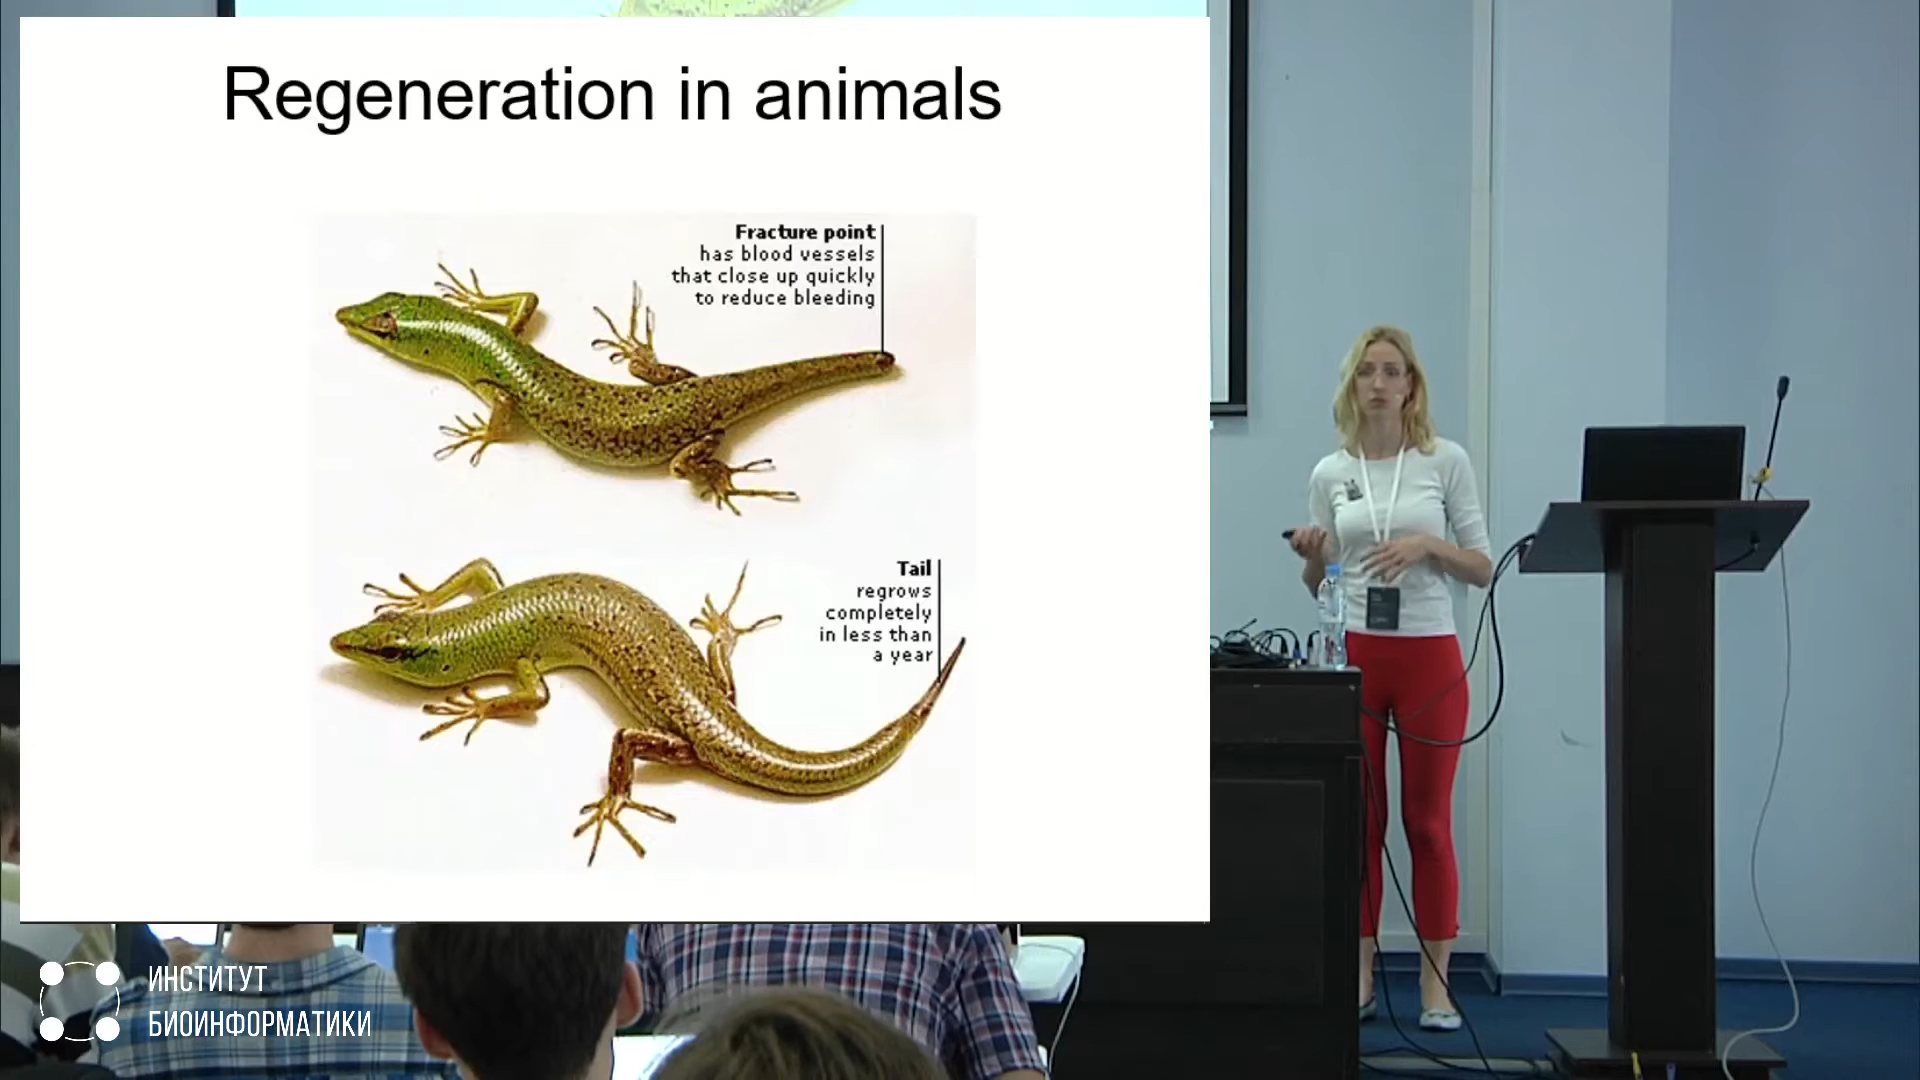 Regeneration in animals
Fracture point
has blood vessels
that close up quickly
to reduce bleeding
Tail
regrows
completely
in less than
a year
ИНСТИТУТ
БИОИНФОРМАТИКИ